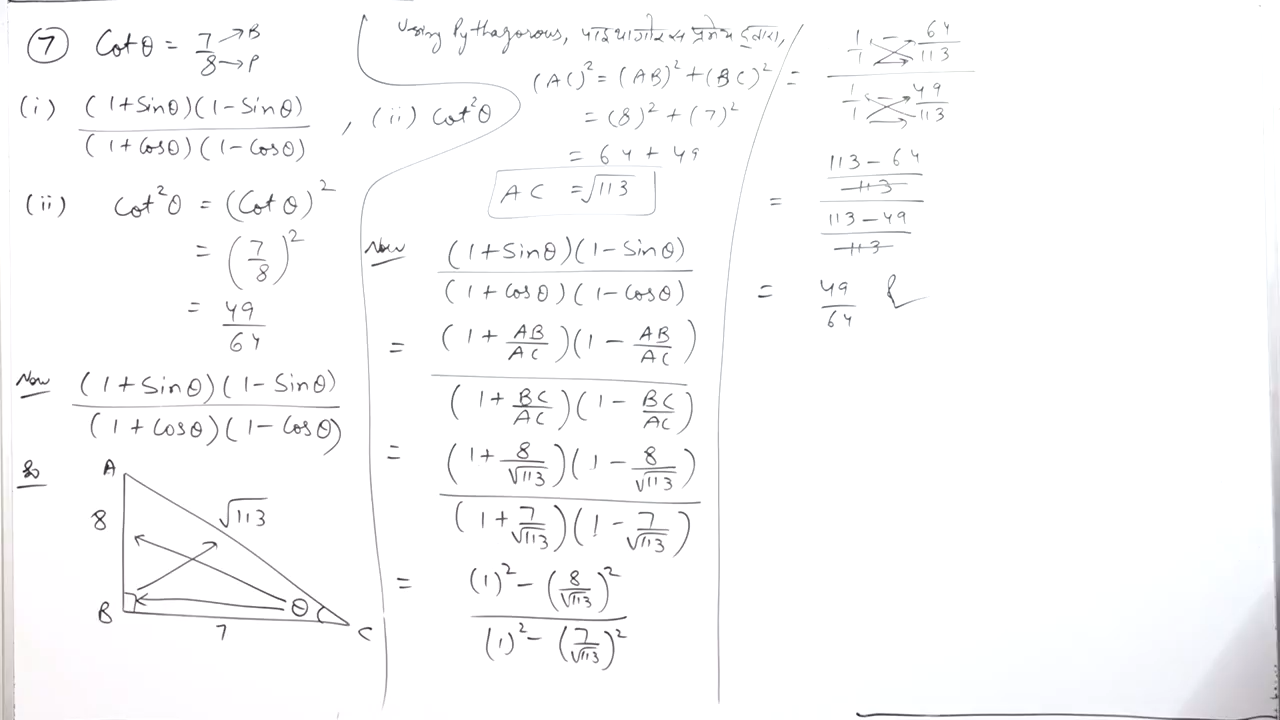 ⑦ Cotθ = 7/8 → B → P
(i) (1+Sinθ)(1-Sinθ) / (1+cosθ)(1-cosθ) , (ii) cot²θ
(ii) cot²θ = (cotθ)²
= (7/8)²
= 49/64
Now (1+Sinθ)(1-Sinθ) / (1+cosθ)(1-cosθ)
So
A
8
√113
B
θ
7
C
Using Pythagorous, पाइथागोरस प्रमेय द्वारा,
(AC)² = (AB)² + (BC)²
= (8)² + (7)²
= 64 + 49
AC = √113
Now (1+Sinθ)(1-Sinθ) / (1+cosθ)(1-cosθ)
= (1 + AB/AC)(1 - AB/AC) / (1 + BC/AC)(1 - BC/AC)
= (1 + 8/√113)(1 - 8/√113) / (1 + 7/√113)(1 - 7/√113)
= (1)² - (8/√113)² / (1)² - (7/√113)²
= 1/1 - 64/113 / 1/1 - 49/113
= 113-64/113 / 113-49/113
= 49/64